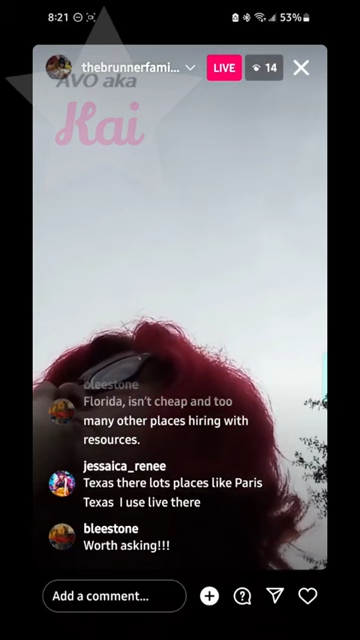 8:21
53%
thebrunnerfami...
LIVE
14
AVO aka
Kai
bleestone
Florida, isn't cheap and too
many other places hiring with
resources.
jessaica_renee
Texas there lots places like Paris
Texas I use live there
bleestone
Worth asking!!!
Add a comment...